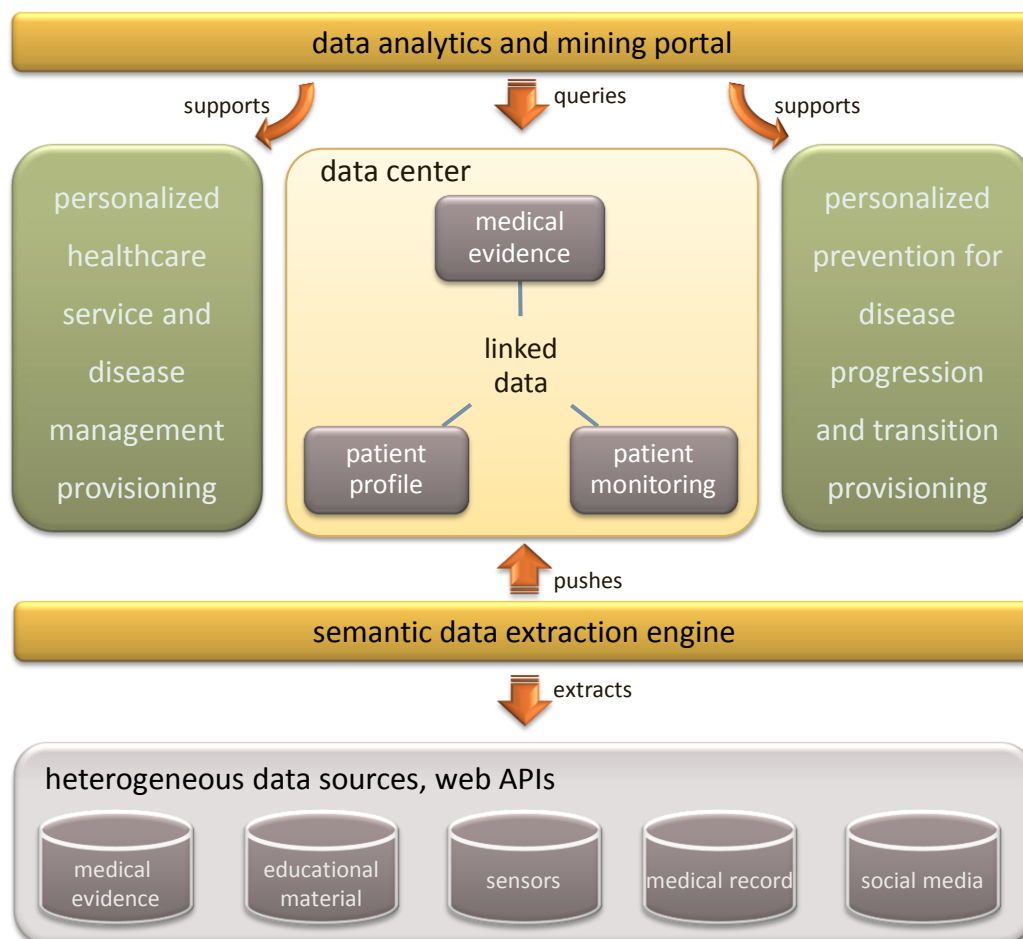 data analytics and mining portal
supports
queries
supports
personalized
healthcare
service and
disease
management
provisioning
data center
medical
evidence
linked
data
patient
profile
patient
monitoring
personalized
prevention for
disease
progression
and transition
provisioning
pushes
semantic data extraction engine
extracts
heterogeneous data sources, web APIs
medical
evidence
educational
material
sensors
medical record
social media